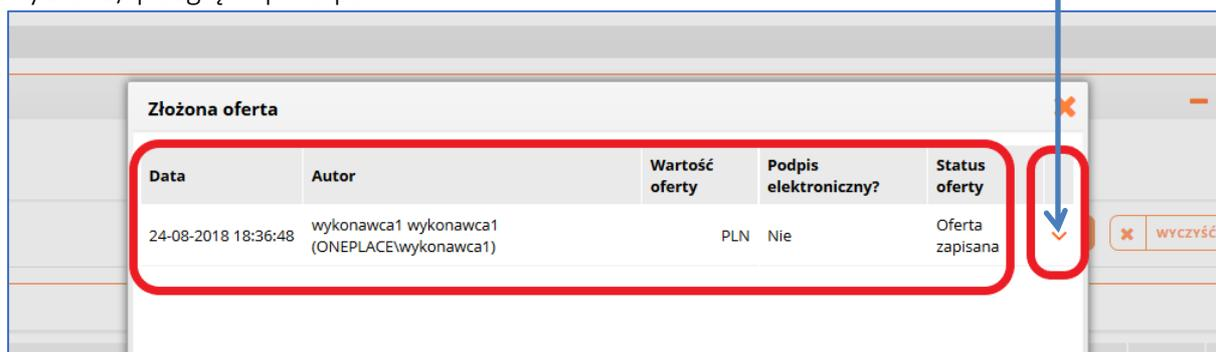 Złożona oferta
Data Autor Wartość oferty Podpis elektroniczny? Status oferty
24-08-2018 18:36:48 wykonawca1 wykonawca1 (ONEPLACE\wykonawca1) PLN Nie Oferta zapisana
WYCZYŚĆ